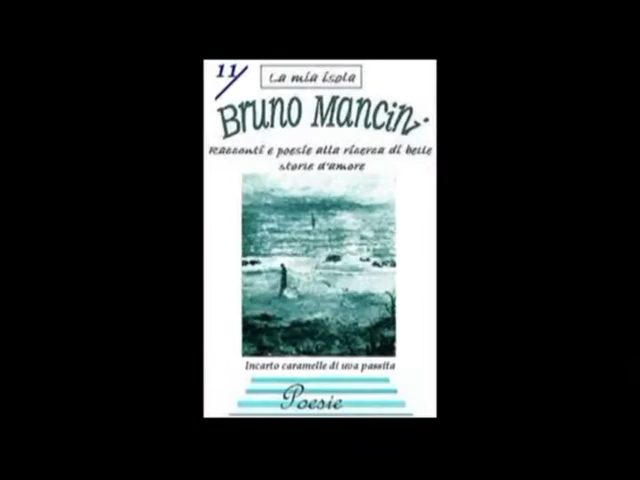 11/
La mia isola
Bruno Mancini
Racconti e poesie alla ricerca di belle
storie d'amore
Incarto caramelle di uva passita
Poesie